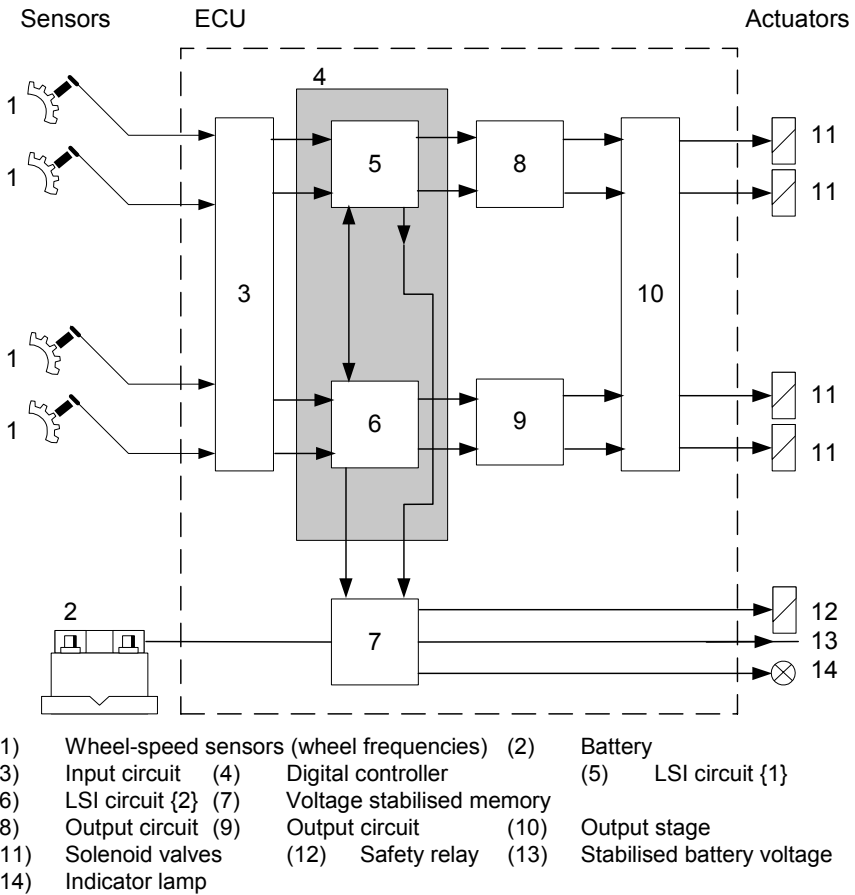 Sensors ECU Actuators
4
1 11
1 5 8 11
3 10
1 11
1 6 9 11
2 12
7 13
14
1) Wheel-speed sensors (wheel frequencies) (2) Battery
3) Input circuit (4) Digital controller (5) LSI circuit {1}
6) LSI circuit {2} (7) Voltage stabilised memory
8) Output circuit (9) Output circuit (10) Output stage
11) Solenoid valves (12) Safety relay (13) Stabilised battery voltage
14) Indicator lamp